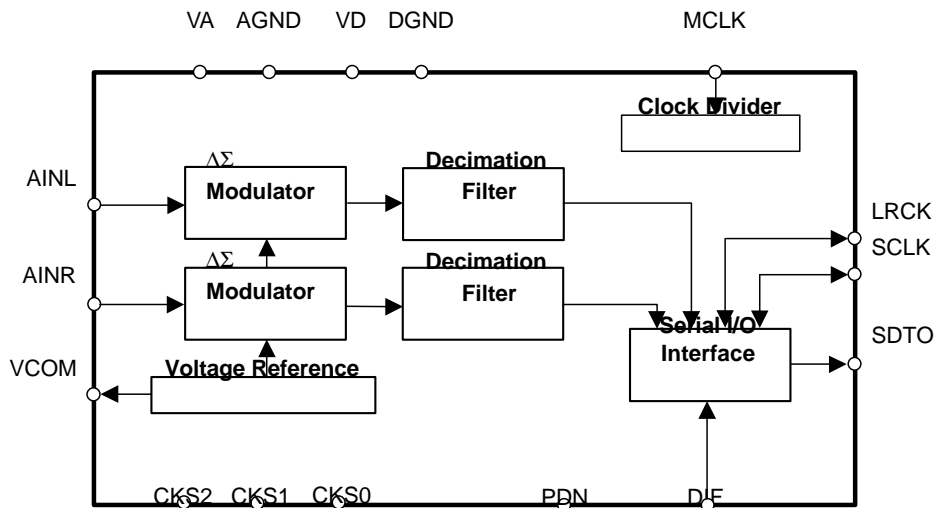 VA AGND VD DGND MCLK
Clock Divider
AINL
ΔΣ
Modulator
Decimation
Filter
LRCK
SCLK
AINR
ΔΣ
Modulator
Decimation
Filter
Serial I/O
Interface
SDTO
VCOM
Voltage Reference
CKS2 CKS1 CKS0 PDN DIF